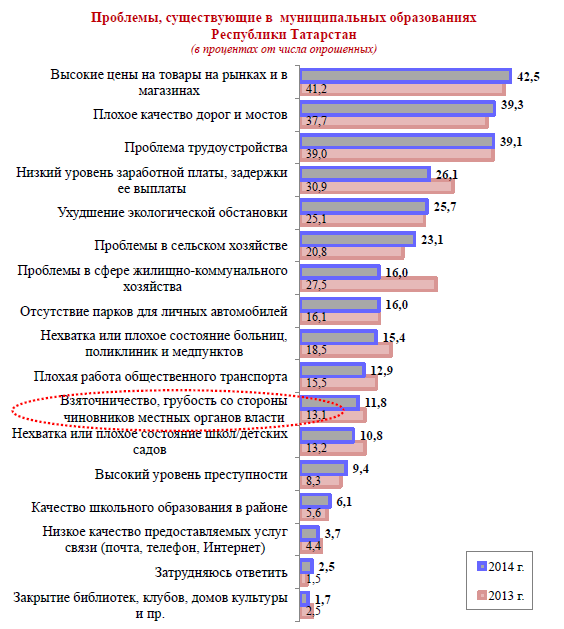 Проблемы, существующие в муниципальных образованиях
Республики Татарстан
(в процентах от числа опрошенных)
Высокие цены на товары на рынках и в
магазинах
42,5
41,2
Плохое качество дорог и мостов
39,3
37,7
Проблема трудоустройства
39,1
39,0
Низкий уровень заработной платы, задержки
ее выплаты
26,1
30,9
Ухудшение экологической обстановки
25,7
25,1
Проблемы в сельском хозяйстве
23,1
20,8
Проблемы в сфере жилищно-коммунального
хозяйства
16,0
27,5
Отсутствие парков для личных автомобилей
16,0
16,1
Нехватка или плохое состояние больниц,
поликлиник и медпунктов
15,4
18,5
Плохая работа общественного транспорта
12,9
15,5
Взяточничество, грубость со стороны
чиновников местных органов власти
11,8
13,1
Нехватка или плохое состояние школ/детских
садов
10,8
13,2
Высокий уровень преступности
9,4
8,3
Качество школьного образования в районе
6,1
5,6
Низкое качество предоставляемых услуг
связи (почта, телефон, Интернет)
3,7
4,4
Затрудняюсь ответить
2,5
1,5
Закрытие библиотек, клубов, домов культуры
и пр.
1,7
2,5
2014 г.
2013 г.